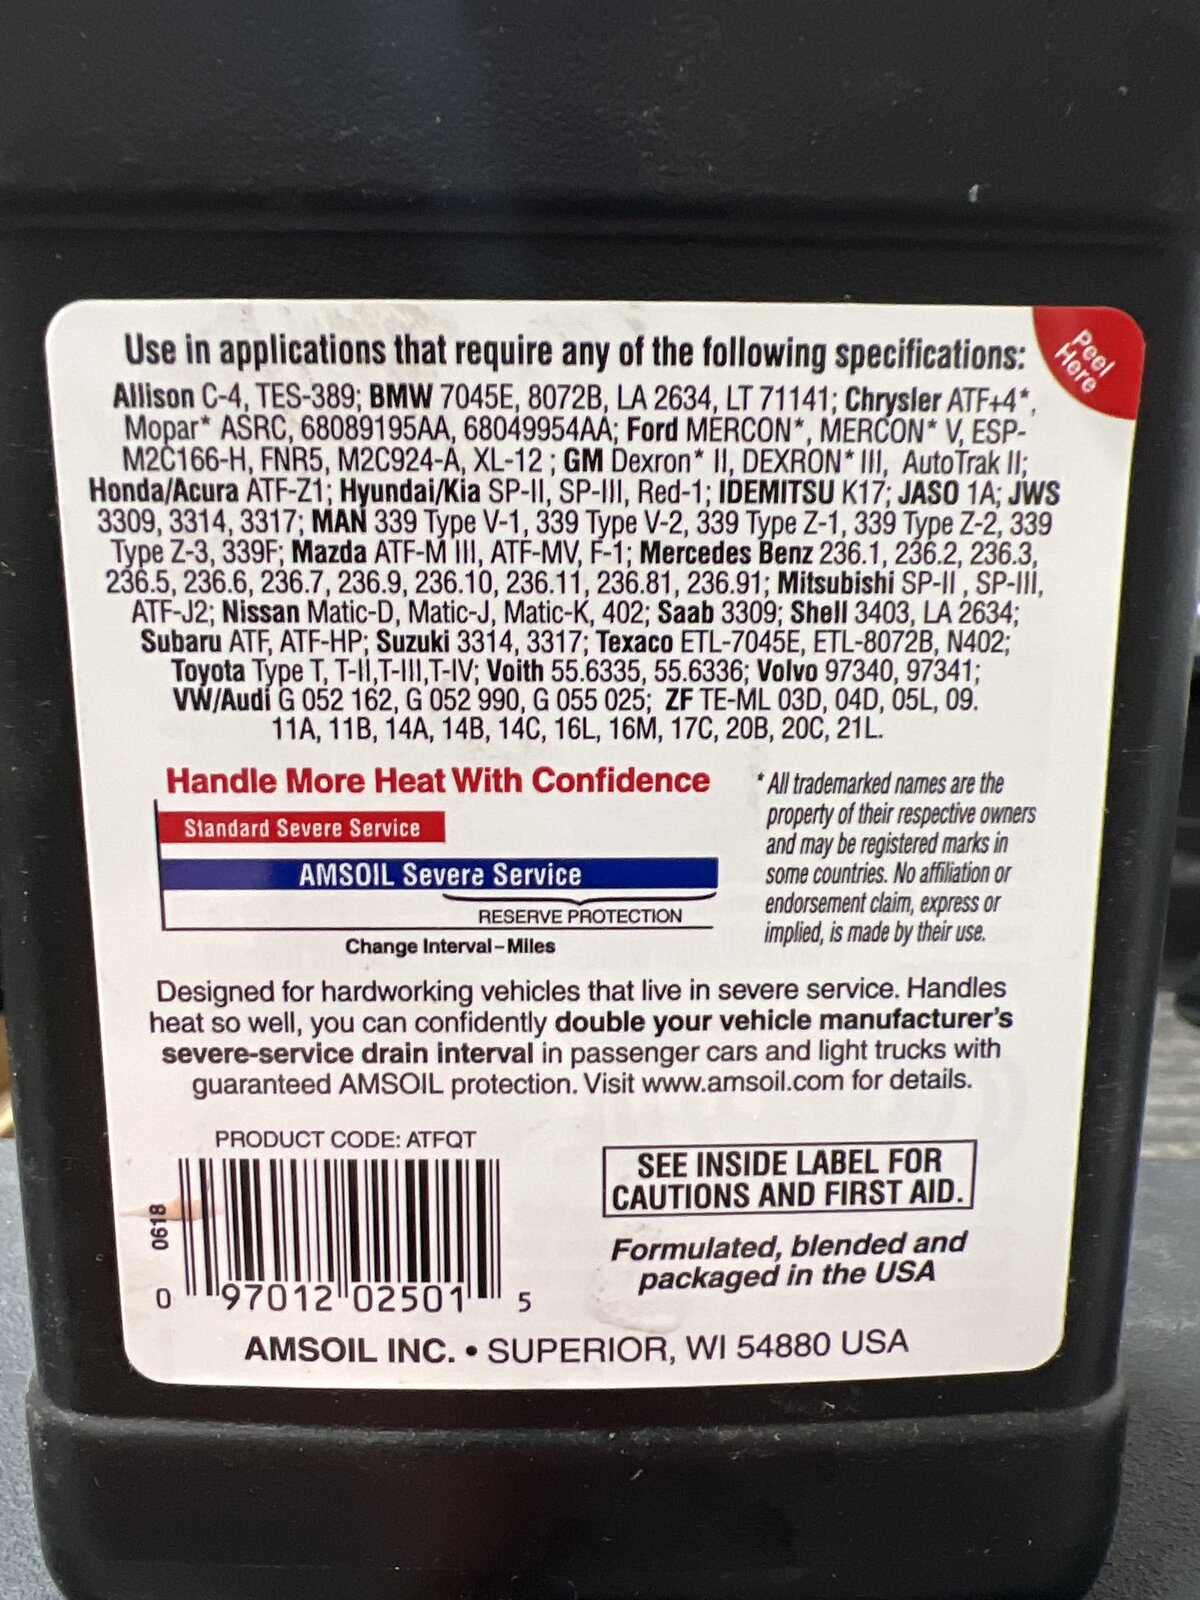 Peel
Here
Use in applications that require any of the following specifications:
Allison C-4, TES-389; BMW 7045E, 8072B, LA 2634, LT 71141; Chrysler ATF+4*,
Mopar* ASRC, 68089195AA, 68049954AA; Ford MERCON*, MERCON* V, ESP-
M2C166-H, FNR5, M2C924-A, XL-12 ; GM Dexron* II, DEXRON* III, AutoTrak II;
Honda/Acura ATF-Z1; Hyundai/Kia SP-II, SP-III, Red-1; IDEMITSU K17; JASO 1A; JWS
3309, 3314, 3317; MAN 339 Type V-1, 339 Type V-2, 339 Type Z-1, 339 Type Z-2, 339
Type Z-3, 339F; Mazda ATF-M III, ATF-MV, F-1; Mercedes Benz 236.1, 236.2, 236.3,
236.5, 236.6, 236.7, 236.9, 236.10, 236.11, 236.81, 236.91; Mitsubishi SP-II , SP-III,
ATF-J2; Nissan Matic-D, Matic-J, Matic-K, 402; Saab 3309; Shell 3403, LA 2634;
Subaru ATF, ATF-HP; Suzuki 3314, 3317; Texaco ETL-7045E, ETL-8072B, N402;
Toyota Type T, T-II,T-III,T-IV; Voith 55.6335, 55.6336; Volvo 97340, 97341;
VW/Audi G 052 162, G 052 990, G 055 025; ZF TE-ML 03D, 04D, 05L, 09.
11A, 11B, 14A, 14B, 14C, 16L, 16M, 17C, 20B, 20C, 21L.
Handle More Heat With Confidence
Standard Severe Service
AMSOIL Severe Service
RESERVE PROTECTION
Change Interval–Miles
* All trademarked names are the
property of their respective owners
and may be registered marks in
some countries. No affiliation or
endorsement claim, express or
implied, is made by their use.
Designed for hardworking vehicles that live in severe service. Handles
heat so well, you can confidently double your vehicle manufacturer's
severe-service drain interval in passenger cars and light trucks with
guaranteed AMSOIL protection. Visit www.amsoil.com for details.
PRODUCT CODE: ATFQT
0618
0 97012 02501 5
SEE INSIDE LABEL FOR
CAUTIONS AND FIRST AID.
Formulated, blended and
packaged in the USA
AMSOIL INC. • SUPERIOR, WI 54880 USA